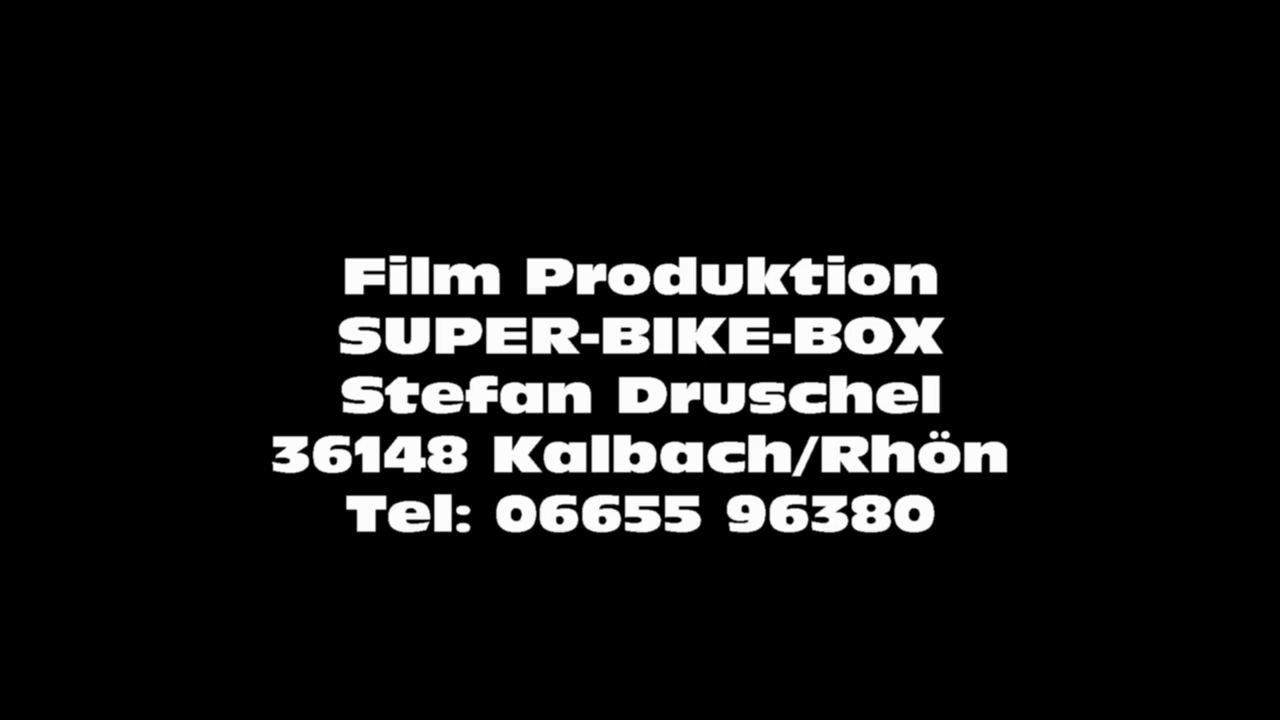 Film Produktion
SUPER-BIKE-BOX
Stefan Druschel
36148 Kalbach/Rhön
Tel: 06655 96380